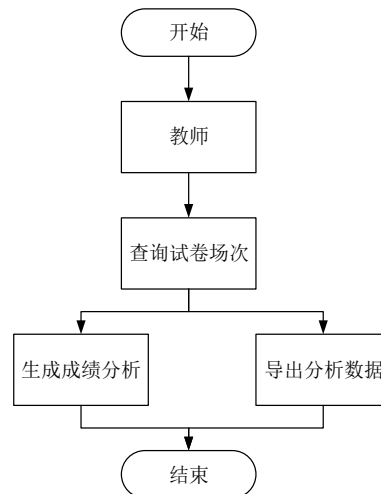 开始
教师
查询试卷场次
生成成绩分析
导出分析数据
结束